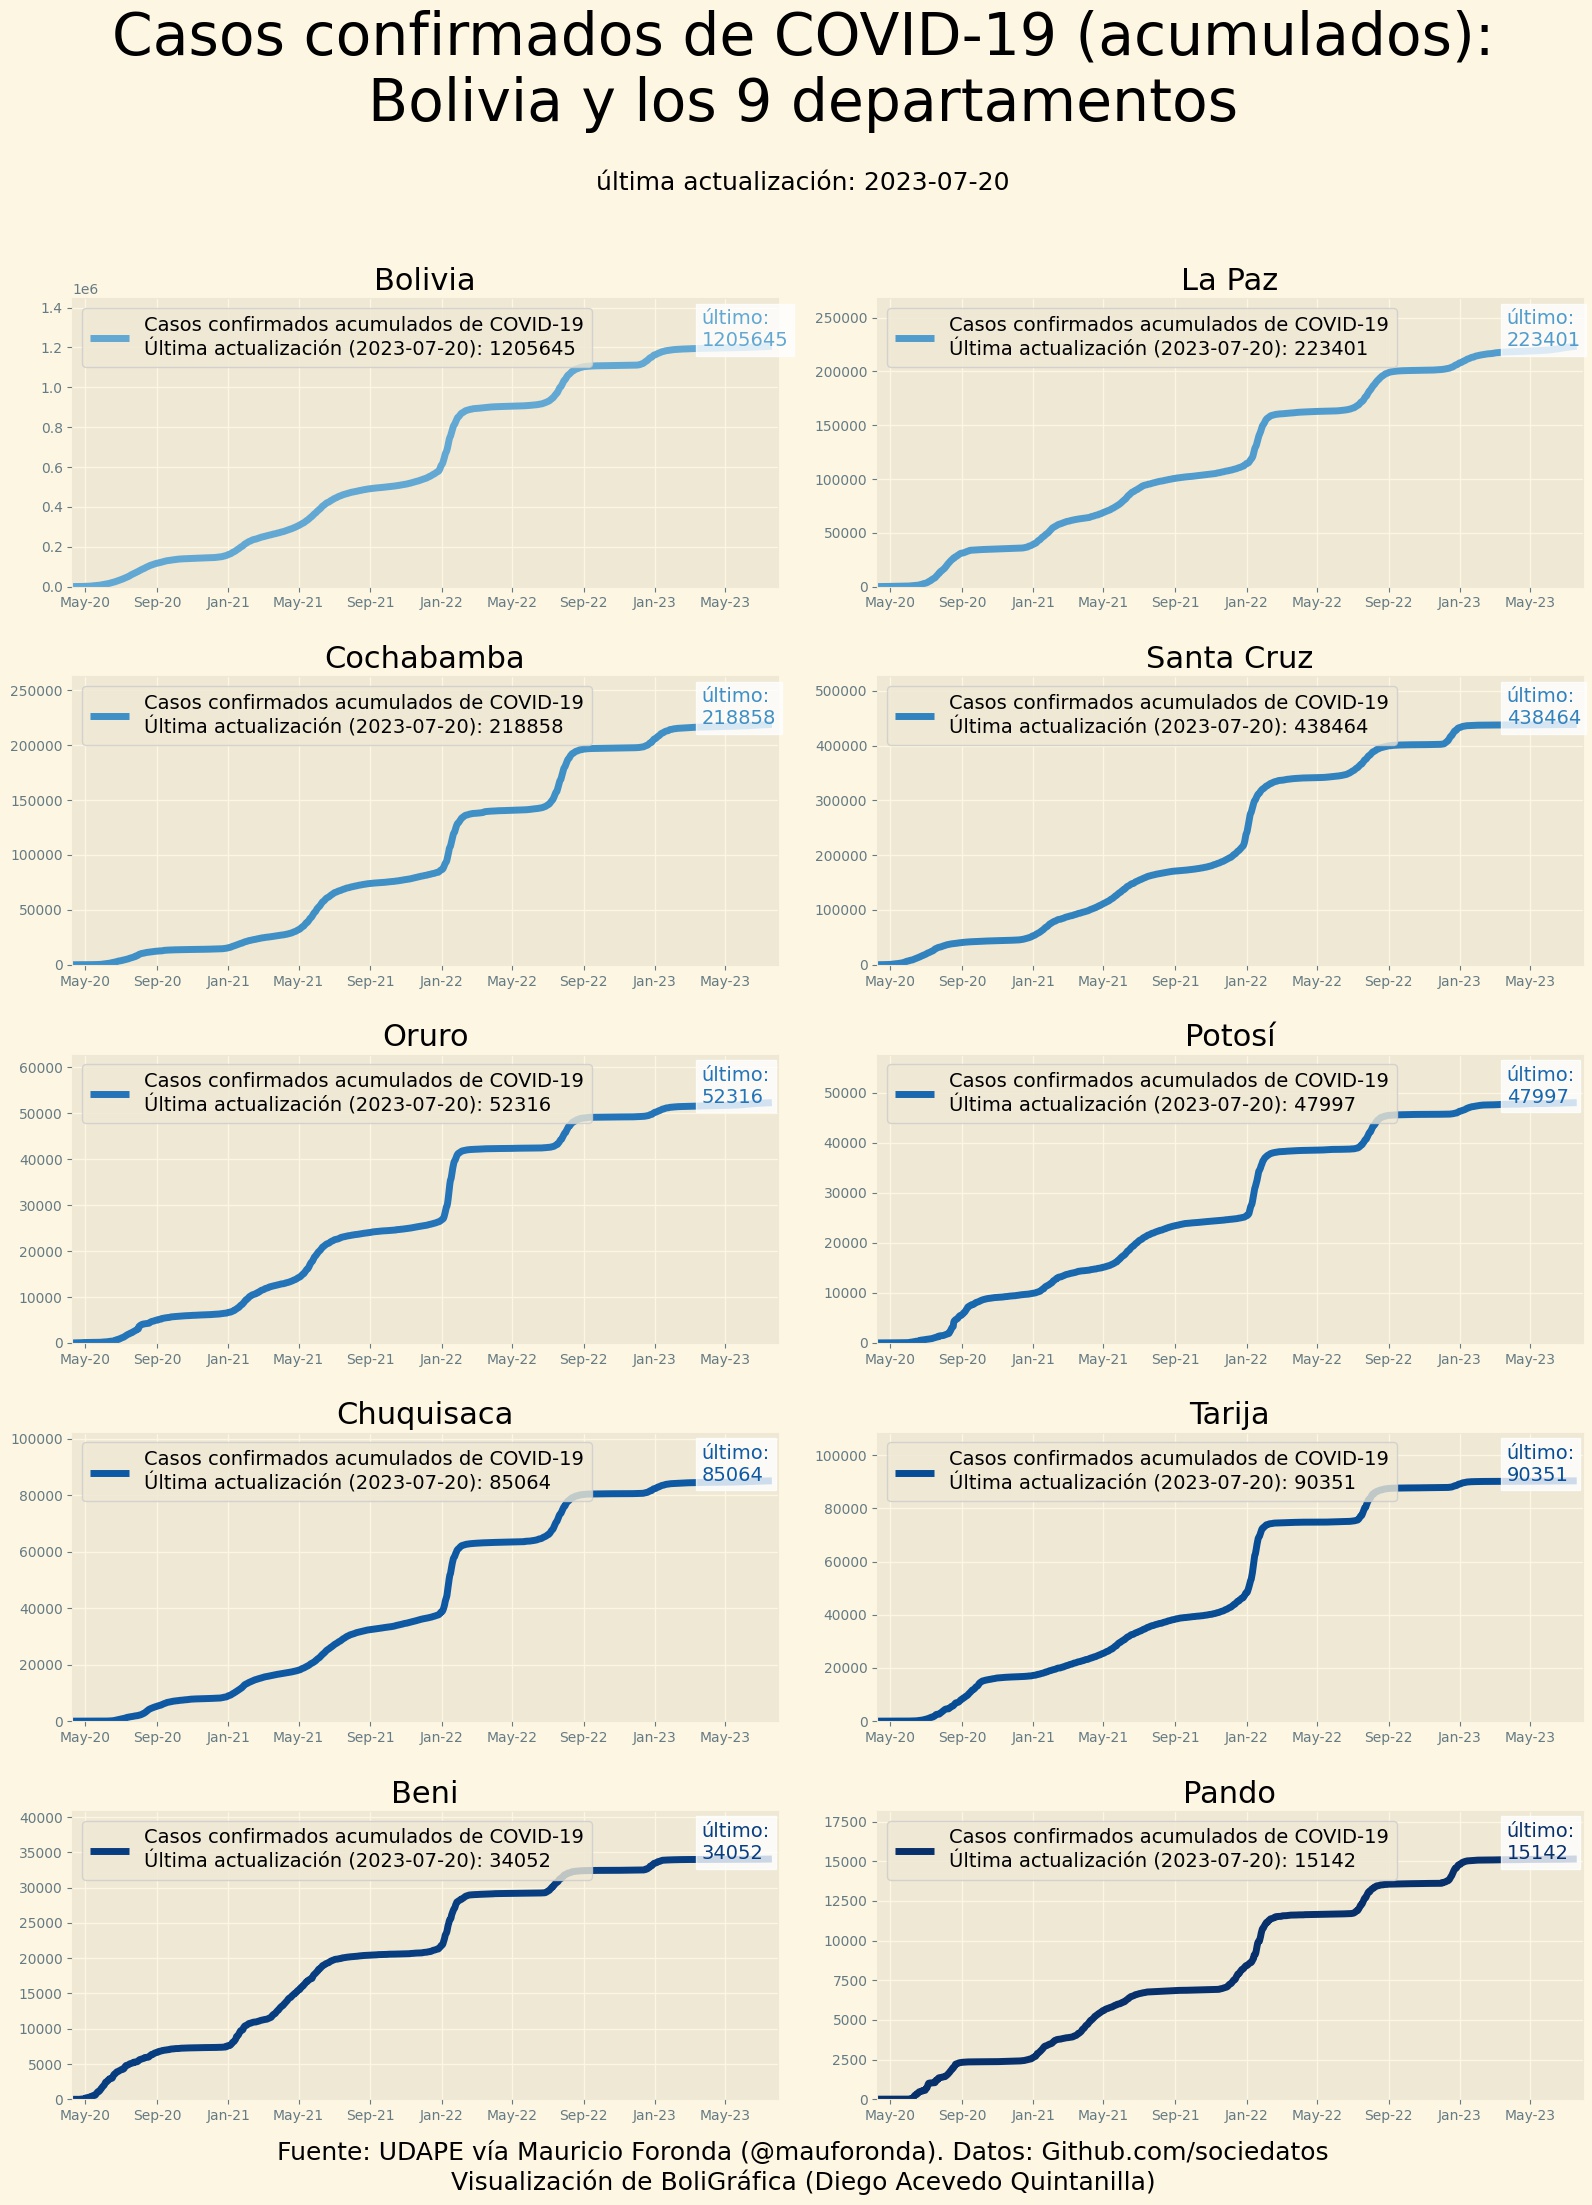 Casos confirmados de COVID-19 (acumulados):
Bolivia y los 9 departamentos
última actualización: 2023-07-20
Bolivia
1e6
1.4
1.2
1.0
0.8
0.6
0.4
0.2
0.0
Casos confirmados acumulados de COVID-19
Última actualización (2023-07-20): 1205645
último:
1205645
May-20 Sep-20 Jan-21 May-21 Sep-21 Jan-22 May-22 Sep-22 Jan-23 May-23
La Paz
250000
200000
150000
100000
50000
0
Casos confirmados acumulados de COVID-19
Última actualización (2023-07-20): 223401
último:
223401
May-20 Sep-20 Jan-21 May-21 Sep-21 Jan-22 May-22 Sep-22 Jan-23 May-23
Cochabamba
250000
200000
150000
100000
50000
0
Casos confirmados acumulados de COVID-19
Última actualización (2023-07-20): 218858
último:
218858
May-20 Sep-20 Jan-21 May-21 Sep-21 Jan-22 May-22 Sep-22 Jan-23 May-23
Santa Cruz
500000
400000
300000
200000
100000
0
Casos confirmados acumulados de COVID-19
Última actualización (2023-07-20): 438464
último:
438464
May-20 Sep-20 Jan-21 May-21 Sep-21 Jan-22 May-22 Sep-22 Jan-23 May-23
Oruro
60000
50000
40000
30000
20000
10000
0
Casos confirmados acumulados de COVID-19
Última actualización (2023-07-20): 52316
último:
52316
May-20 Sep-20 Jan-21 May-21 Sep-21 Jan-22 May-22 Sep-22 Jan-23 May-23
Potosí
50000
40000
30000
20000
10000
0
Casos confirmados acumulados de COVID-19
Última actualización (2023-07-20): 47997
último:
47997
May-20 Sep-20 Jan-21 May-21 Sep-21 Jan-22 May-22 Sep-22 Jan-23 May-23
Chuquisaca
100000
80000
60000
40000
20000
0
Casos confirmados acumulados de COVID-19
Última actualización (2023-07-20): 85064
último:
85064
May-20 Sep-20 Jan-21 May-21 Sep-21 Jan-22 May-22 Sep-22 Jan-23 May-23
Tarija
100000
80000
60000
40000
20000
0
Casos confirmados acumulados de COVID-19
Última actualización (2023-07-20): 90351
último:
90351
May-20 Sep-20 Jan-21 May-21 Sep-21 Jan-22 May-22 Sep-22 Jan-23 May-23
Beni
40000
35000
30000
25000
20000
15000
10000
5000
0
Casos confirmados acumulados de COVID-19
Última actualización (2023-07-20): 34052
último:
34052
May-20 Sep-20 Jan-21 May-21 Sep-21 Jan-22 May-22 Sep-22 Jan-23 May-23
Pando
17500
15000
12500
10000
7500
5000
2500
0
Casos confirmados acumulados de COVID-19
Última actualización (2023-07-20): 15142
último:
15142
May-20 Sep-20 Jan-21 May-21 Sep-21 Jan-22 May-22 Sep-22 Jan-23 May-23
Fuente: UDAPE vía Mauricio Foronda (@mauforonda). Datos: Github.com/sociedatos
Visualización de BoliGráfica (Diego Acevedo Quintanilla)